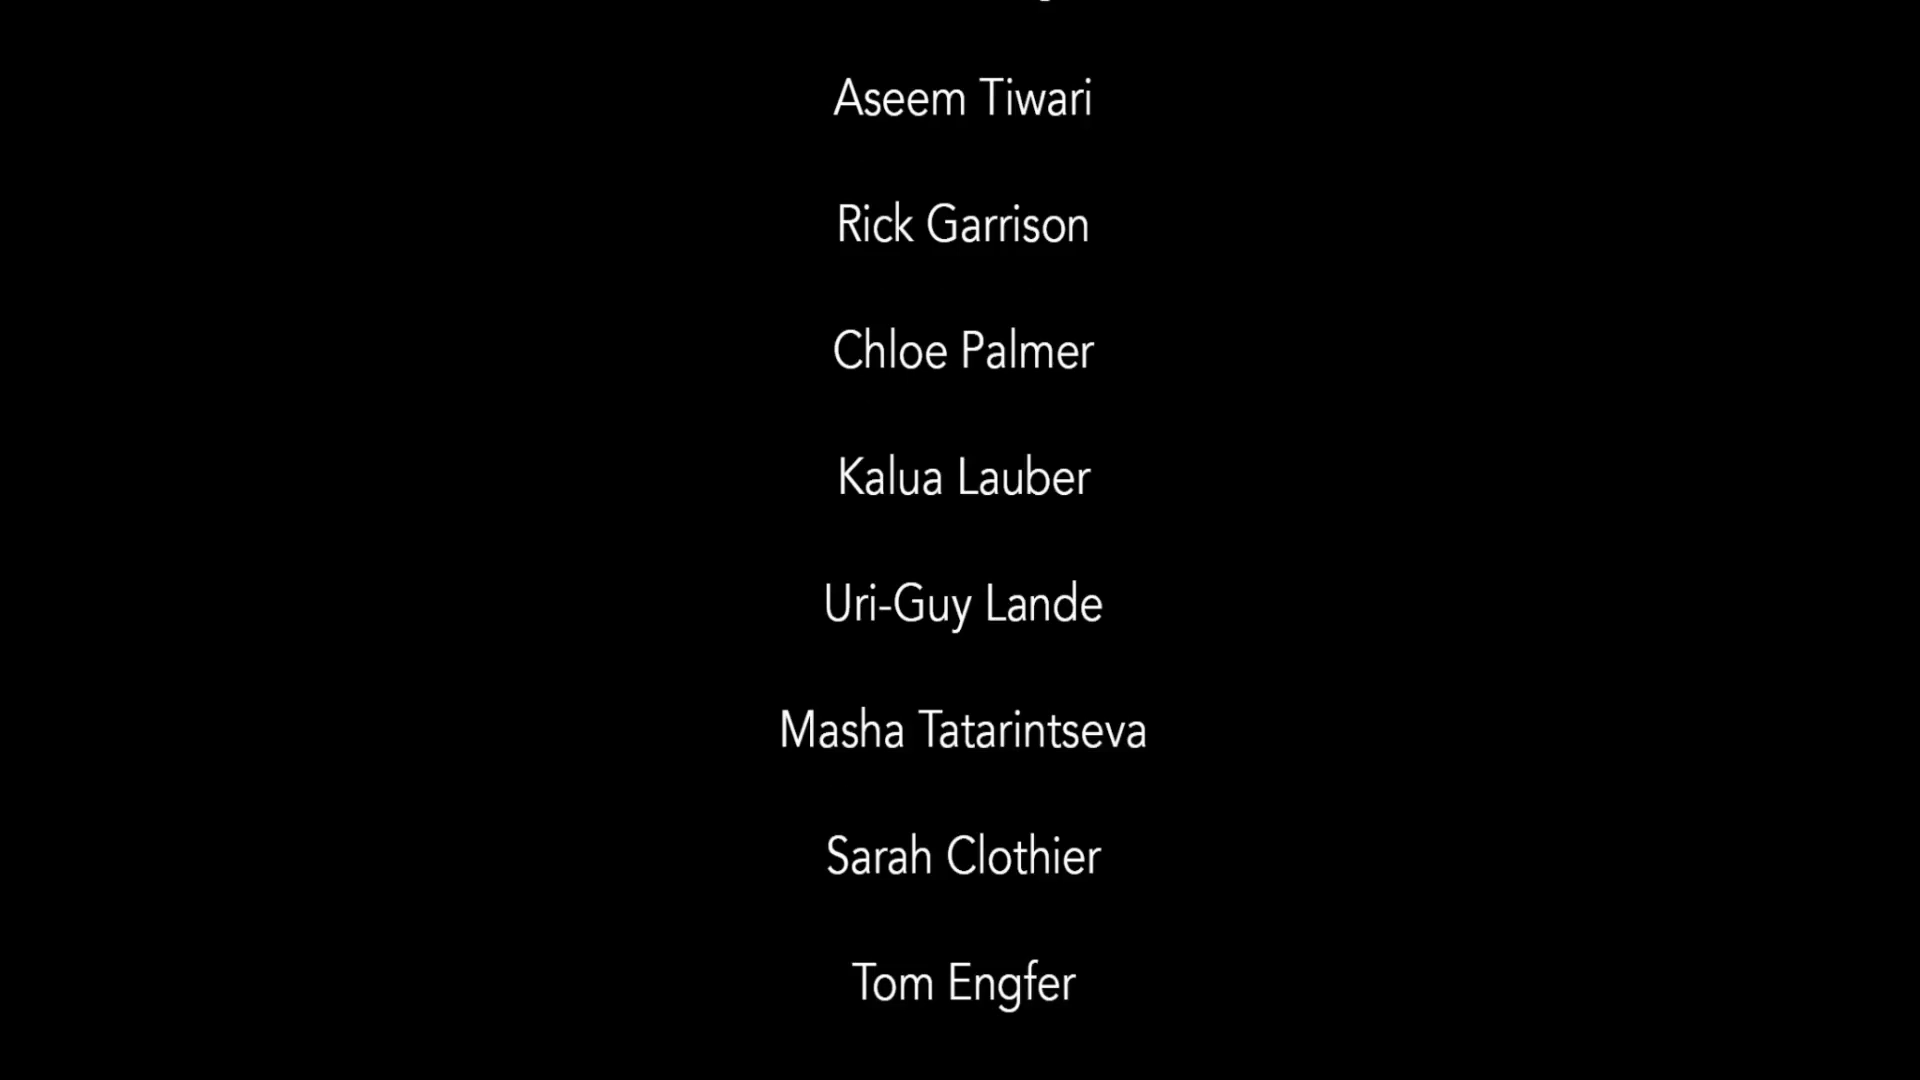 Aseem Tiwari
Rick Garrison
Chloe Palmer
Kalua Lauber
Uri-Guy Lande
Masha Tatarintseva
Sarah Clothier
Tom Engfer